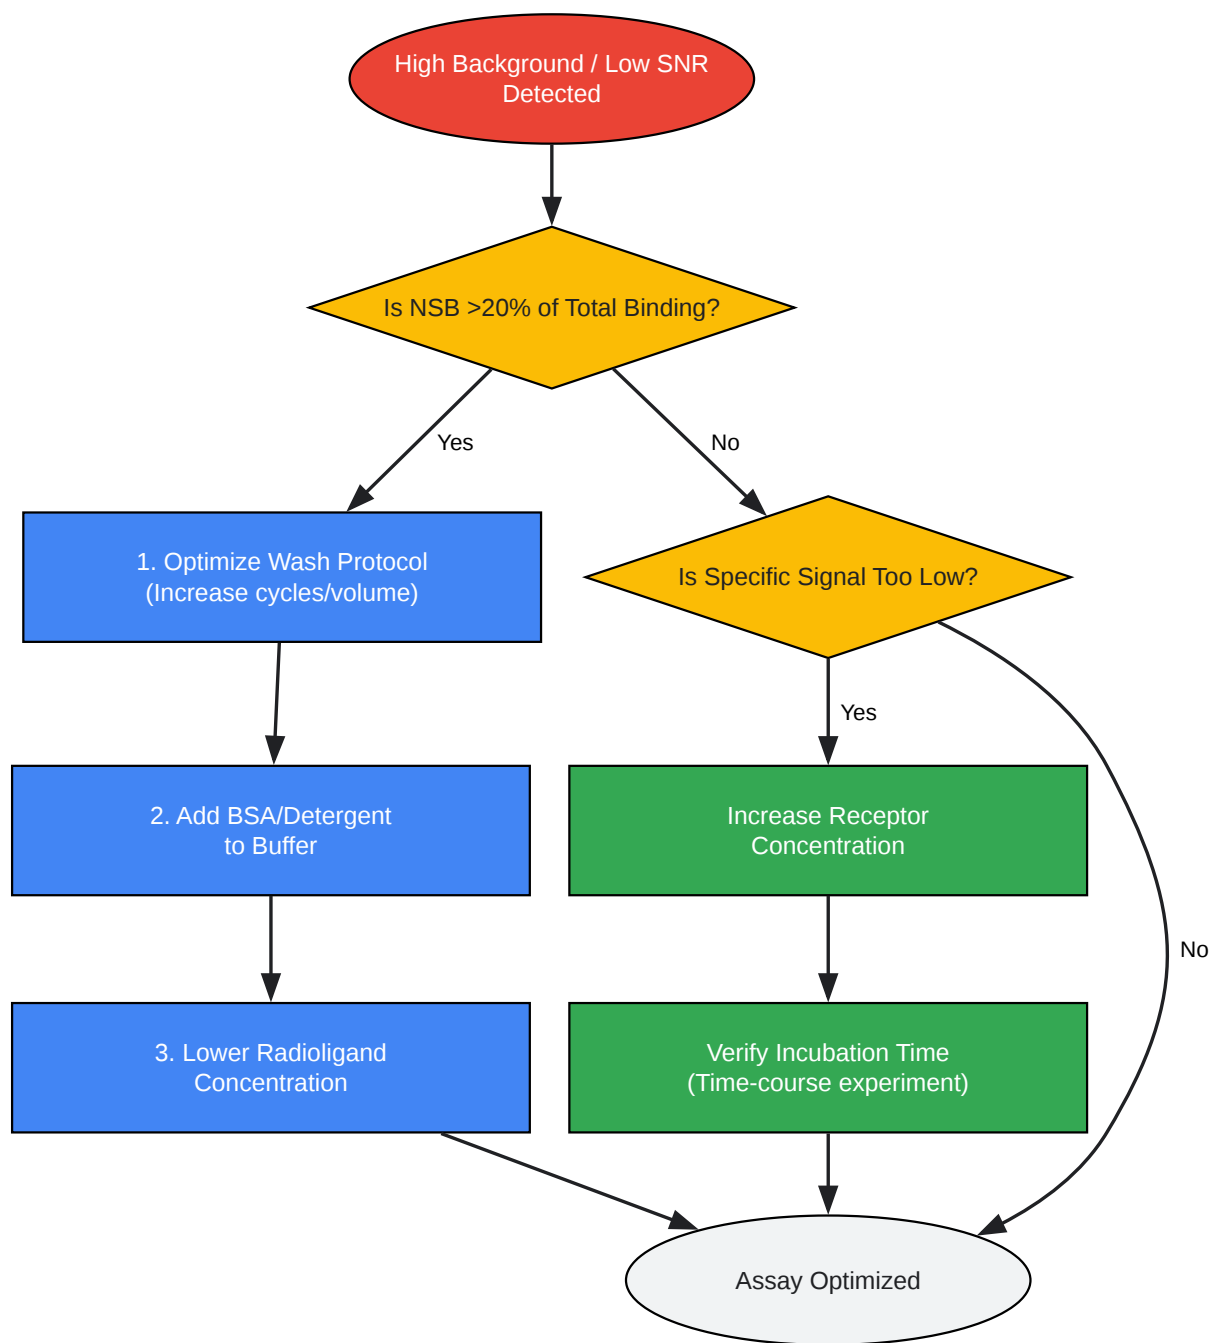 High Background / Low SNR
Detected
Is NSB >20% of Total Binding?
Yes
No
1. Optimize Wash Protocol
(Increase cycles/volume)
Is Specific Signal Too Low?
Yes
2. Add BSA/Detergent
to Buffer
Increase Receptor
Concentration
No
3. Lower Radioligand
Concentration
Verify Incubation Time
(Time-course experiment)
Assay Optimized